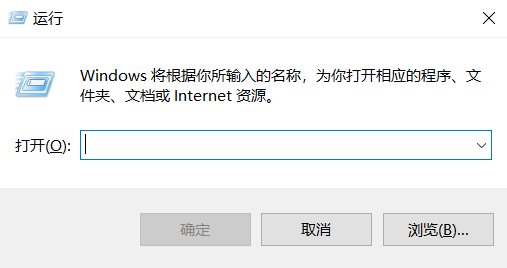 运行
Windows 将根据你所输入的名称，为你打开相应的程序、文
件夹、文档或 Internet 资源。
打开(O):
确定 取消 浏览(B)...